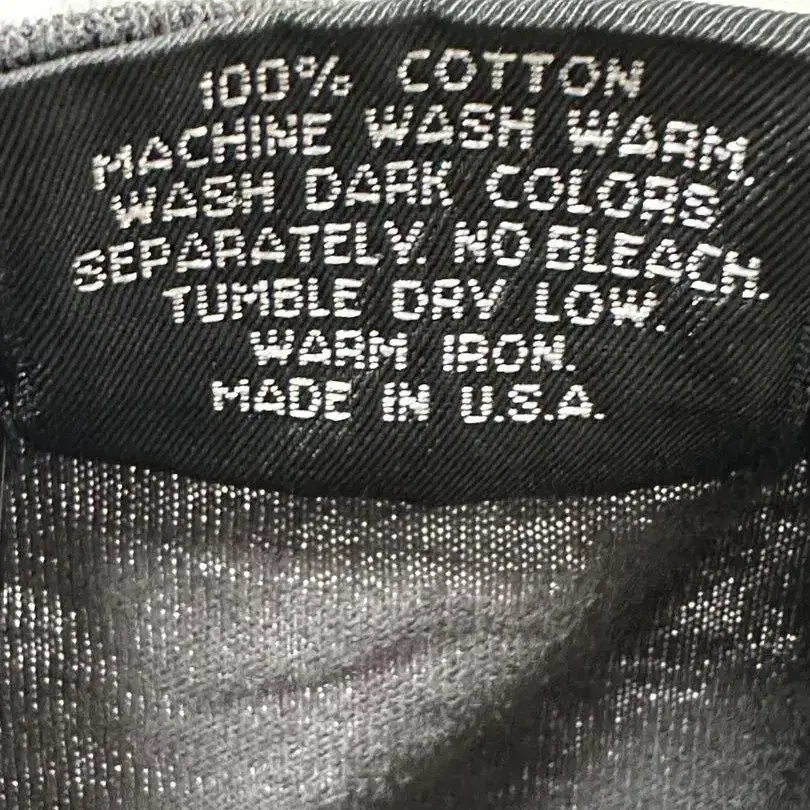 100% COTTON
MACHINE WASH WARM.
WASH DARK COLORS
SEPARATELY. NO BLEACH.
TUMBLE DRY LOW.
WARM IRON.
MADE IN U.S.A.